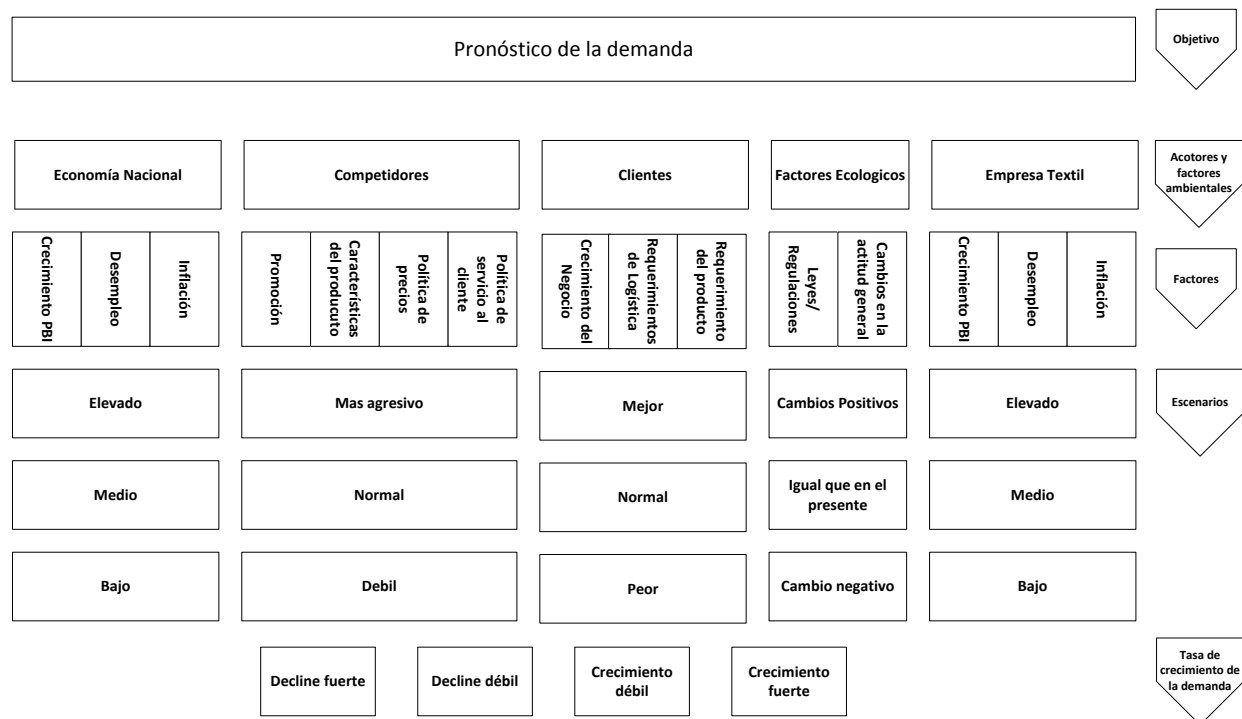 Pronóstico de la demanda
Objetivo
Economía Nacional
Competidores
Clientes
Factores Ecologicos
Empresa Textil
Acotores y
factores
ambientales
Crecimiento PBI
Desempleo
Inflación
Promoción
Características
del producuto
Política de
precios
Política de
servicio al
cliente
Crecimiento del
Negocio
Requerimientos
de Logística
Requerimiento
del producto
Leyes/
Regulaciones
Cambios en la
actitud general
Crecimiento PBI
Desempleo
Inflación
Factores
Elevado
Mas agresivo
Mejor
Cambios Positivos
Elevado
Escenarios
Medio
Normal
Normal
Igual que en el
presente
Medio
Bajo
Debil
Peor
Cambio negativo
Bajo
Decline fuerte
Decline débil
Crecimiento
débil
Crecimiento
fuerte
Tasa de
crecimiento de
la demanda